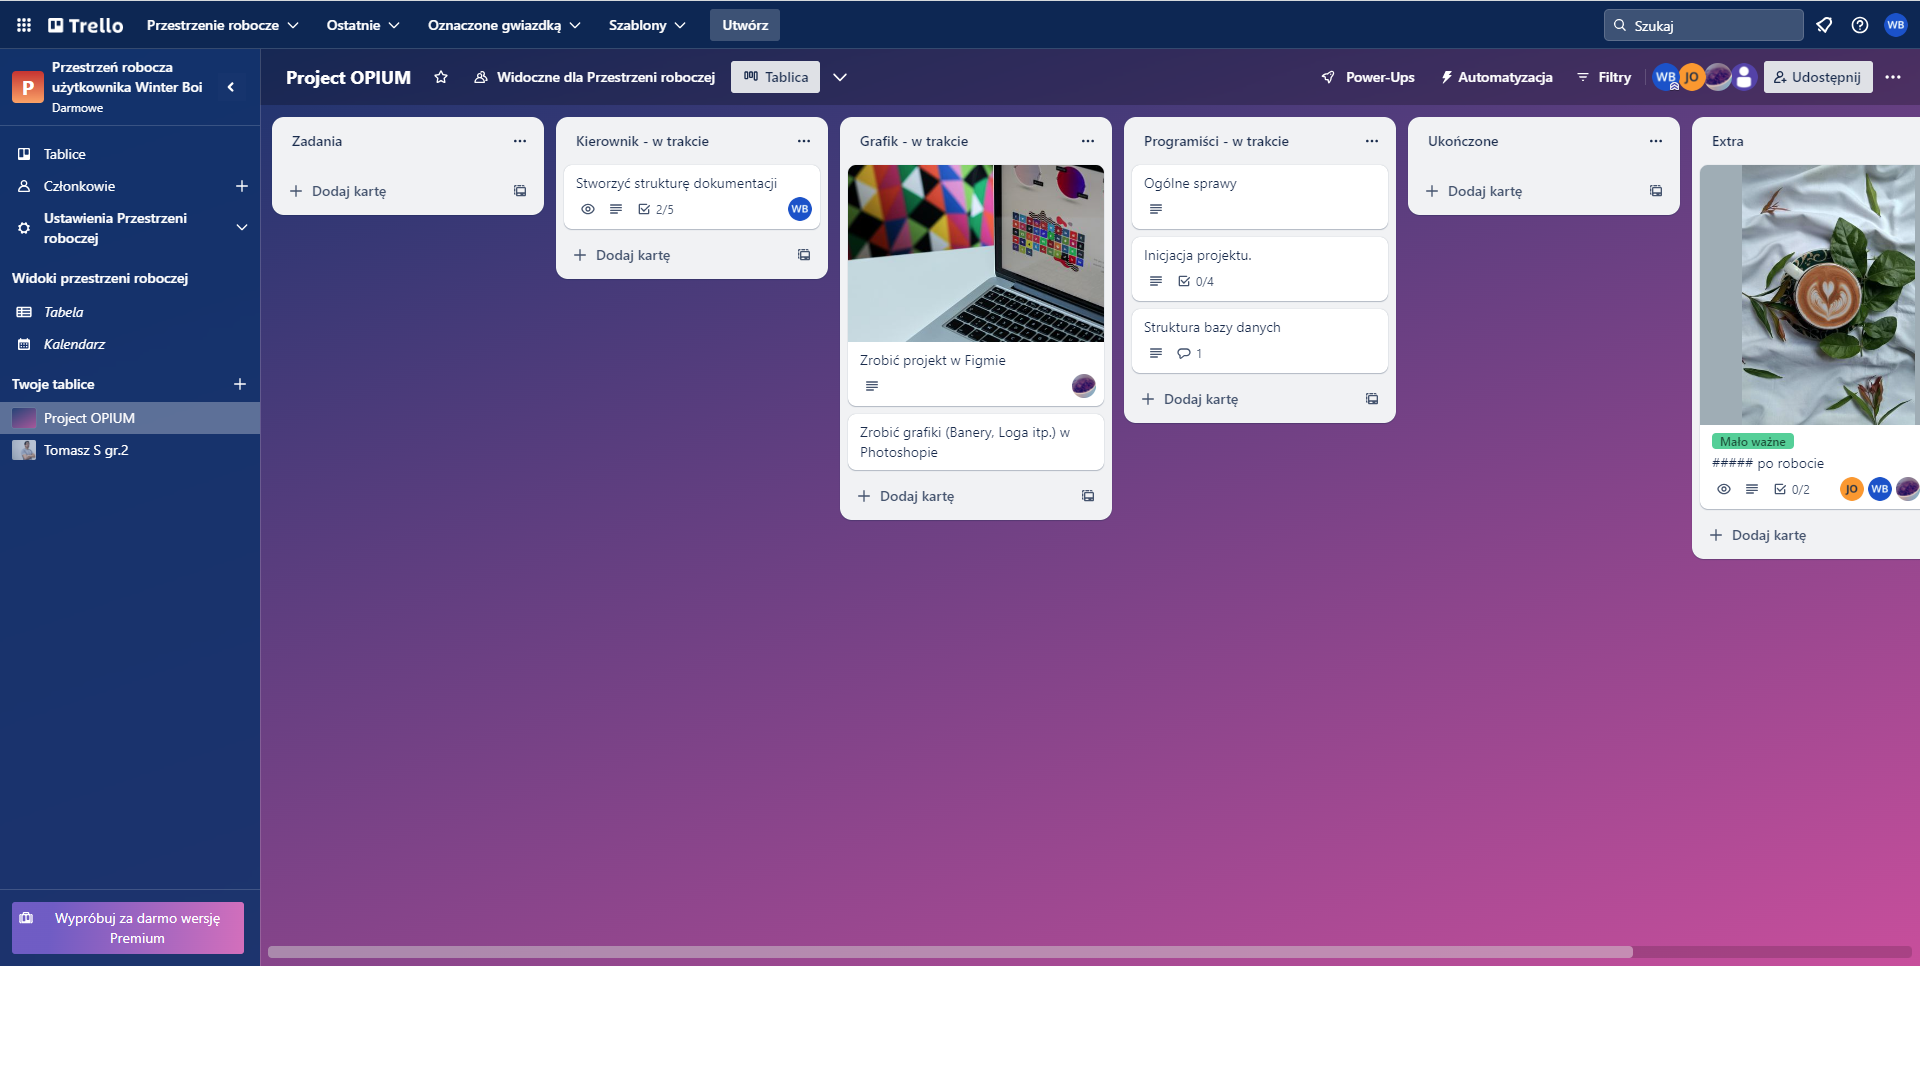 Trello
Przestrzenie robocze
Ostatnie
Oznaczone gwiazdką
Szablony
Utwórz
Szukaj
WB
P
Przestrzeń robocza
użytkownika Winter Boi
Darmowe
Tablice
Członkowie
Ustawienia Przestrzeni
roboczej
Widoki przestrzeni roboczej
Tabela
Kalendarz
Twoje tablice
Project OPIUM
Tomasz S gr.2
Wypróbuj za darmo wersję
Premium
Project OPIUM
Widoczne dla Przestrzeni roboczej
Tablica
Power-Ups
Automatyzacja
Filtry
WB
JO
Udostępnij
Zadania
Dodaj kartę
Kierownik - w trakcie
Stworzyć strukturę dokumentacji
2/5
WB
Dodaj kartę
Grafik - w trakcie
Zrobić projekt w Figmie
Zrobić grafiki (Banery, Loga itp.) w
Photoshopie
Dodaj kartę
Programiści - w trakcie
Ogólne sprawy
Inicjacja projektu.
0/4
Struktura bazy danych
1
Dodaj kartę
Ukończone
Dodaj kartę
Extra
Mało ważne
##### po robocie
0/2
JO
WB
Dodaj kartę